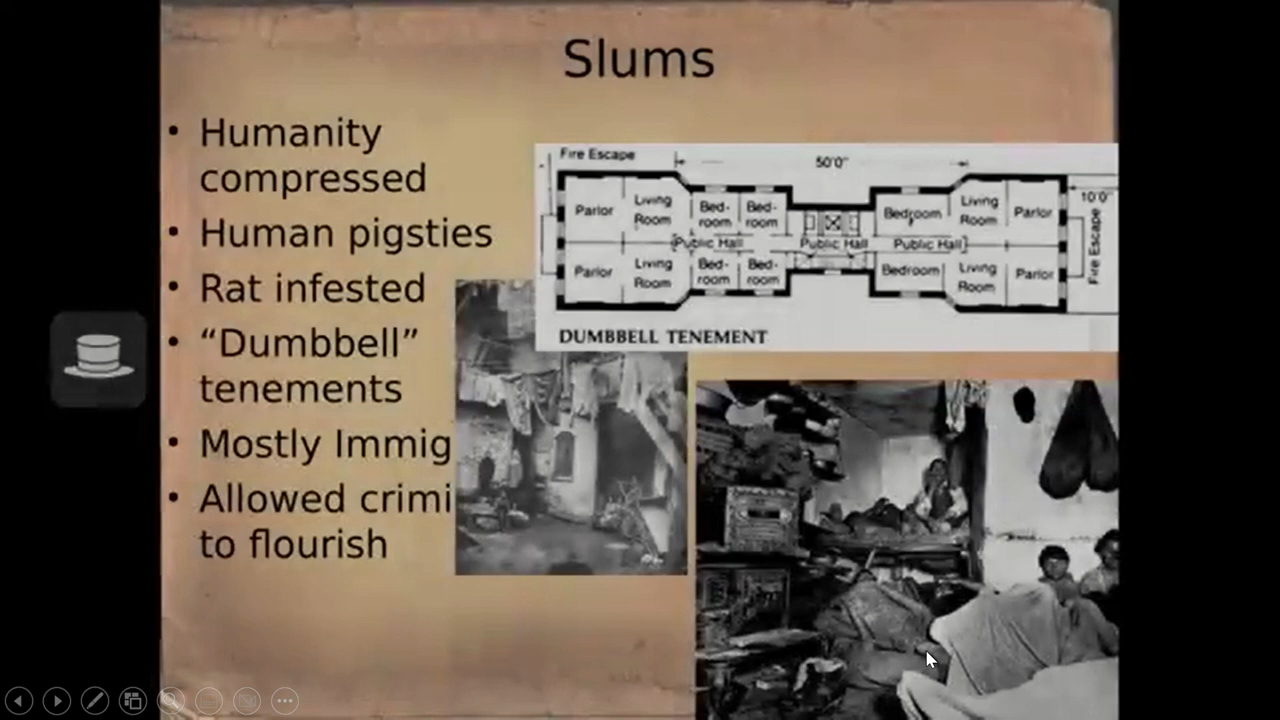 Slums
• Humanity
compressed
• Human pigsties
• Rat infested
• “Dumbbell”
tenements
• Mostly Immig
• Allowed crimi
to flourish
Fire Escape
50'0"
10'0"
Parlor
Living
Room
Bed-
room
Bed-
room
Bedroom
Living
Room
Parlor
Fire Escape
Public Hall
Public Hall
Public Hall
Parlor
Living
Room
Bed-
room
Bed-
room
Bedroom
Living
Room
Parlor
DUMBBELL TENEMENT